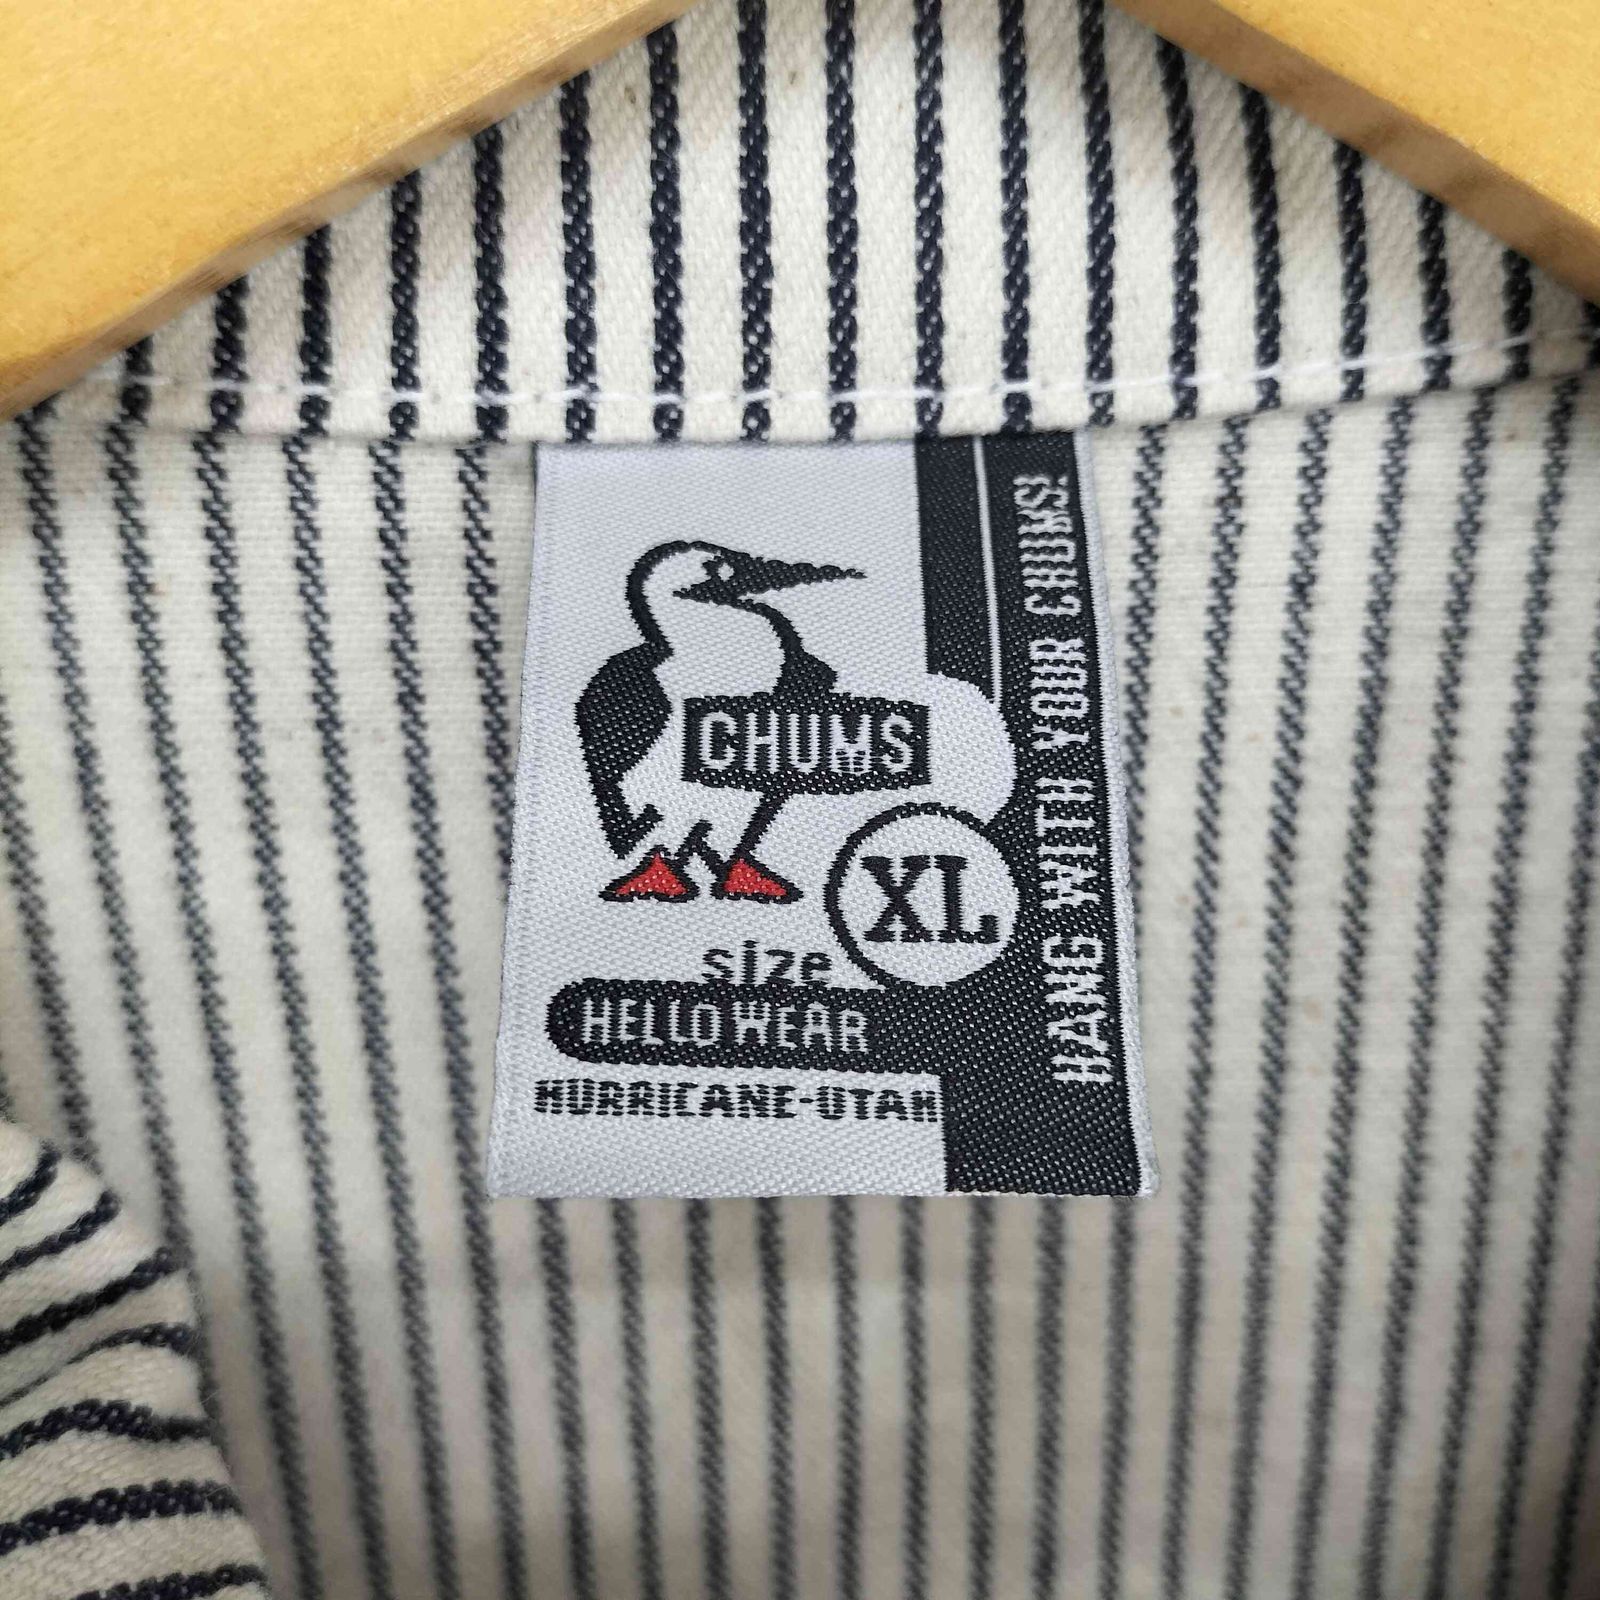 CHUMS
XL
size
HELLO WEAR
HURRICANE-UTAH
HANG WITH YOUR CHUMS!